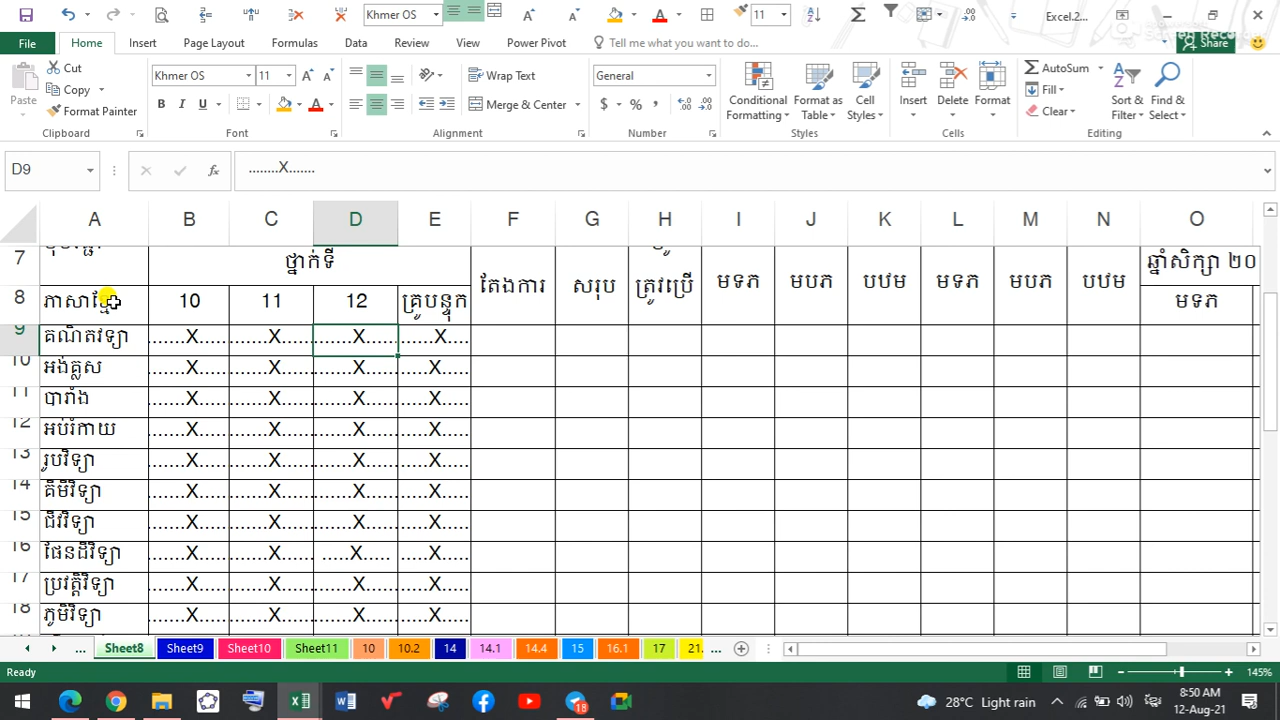 Khmer OS
11
Excel.2...
File
Home
Insert
Page Layout
Formulas
Data
Review
View
Power Pivot
Tell me what you want to do...
Share
Paste
Cut
Copy
Format Painter
Clipboard
Khmer OS
11
Font
Wrap Text
Merge & Center
Alignment
General
Number
Conditional Formatting
Format as Table
Cell Styles
Styles
Insert
Delete
Format
Cells
AutoSum
Fill
Clear
Sort & Filter
Find & Select
Editing
D9
........X.......
A B C D E F G H I J K L M N O
7 ថ្នាក់ទី តែងការ សរុប ត្រូវប្រើ មទភ មបភ បឋម មទភ មបភ បឋម ឆ្នាំសិក្សា ២០
8 ភាសាខ្មែរ 10 11 12 គ្រូបន្ទុក មទភ
9 គណិតវិទ្យា .......X..... .......X..... .......X..... ......X....
10 អង់គ្លេស .......X..... .......X..... .......X..... .....X.....
11 បារាំង .......X..... .......X..... .......X..... .....X.....
12 អប់រំកាយ .......X..... .......X..... .......X..... .....X.....
13 រូបវិទ្យា .......X..... .......X..... .......X..... .....X.....
14 គីមីវិទ្យា .......X..... .......X..... .......X..... .....X.....
15 ជីវវិទ្យា .......X..... .......X..... .......X..... .....X.....
16 ផែនដីវិទ្យា .......X..... .......X..... ......X..... .....X.....
17 ប្រវត្តិវិទ្យា .......X..... .......X..... .......X..... .....X.....
18 ភូមិវិទ្យា .......X..... .......X..... .......X..... .....X.....
... Sheet8 Sheet9 Sheet10 Sheet11 10 10.2 14 14.1 14.4 15 16.1 17 21. ...
Ready
145%
18
28°C Light rain
8:50 AM
12-Aug-21